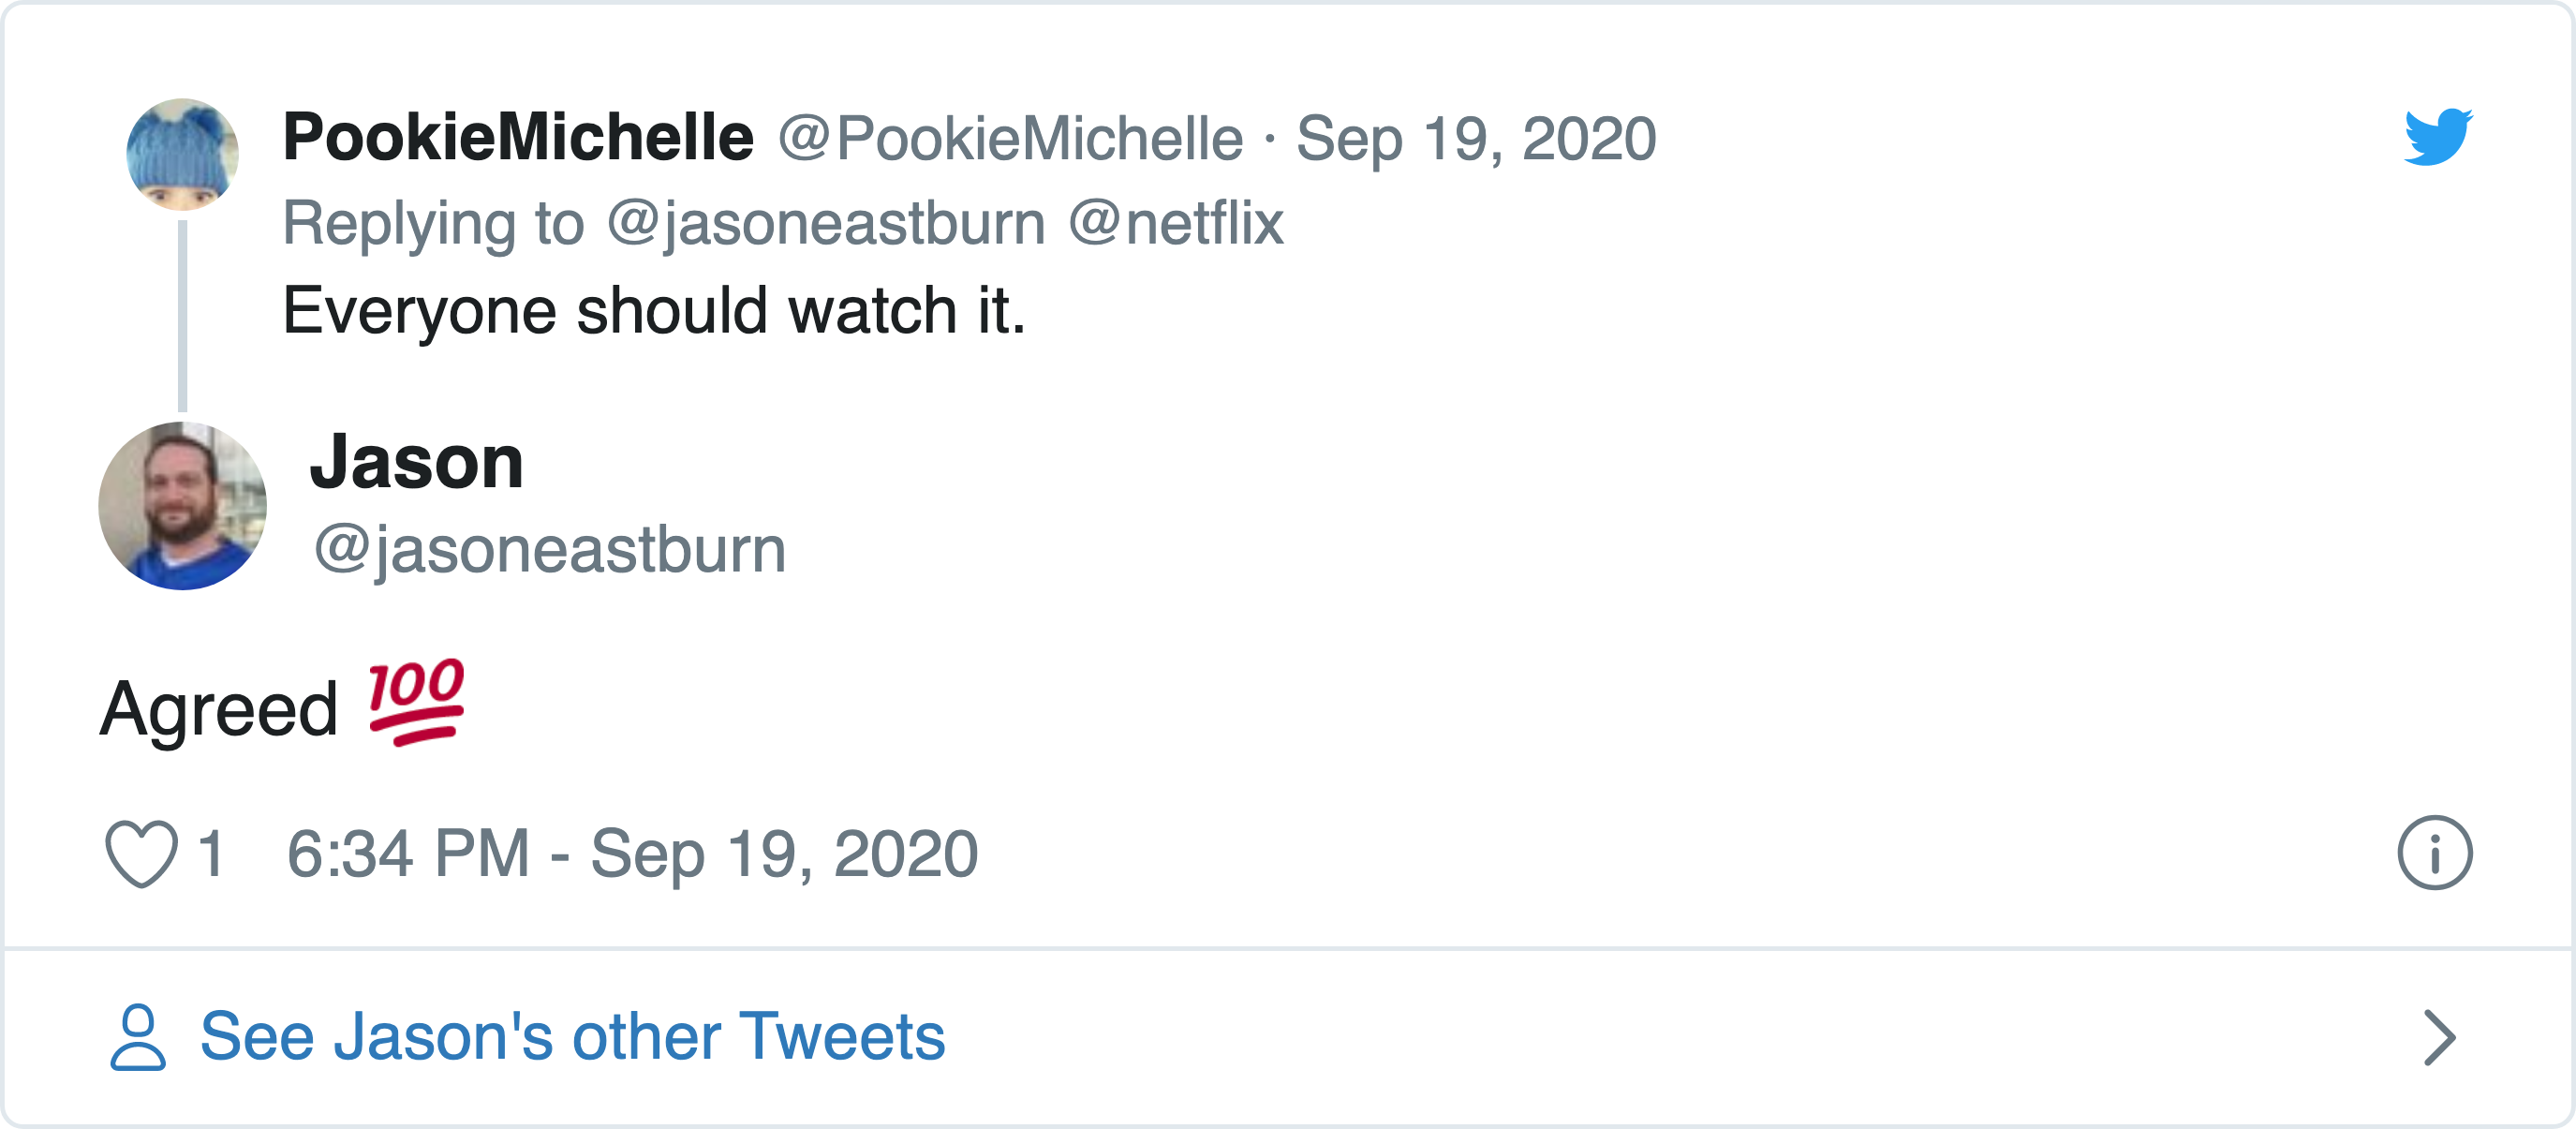 PookieMichelle @PookieMichelle · Sep 19, 2020
Replying to @jasoneastburn @netflix
Everyone should watch it.
Jason
@jasoneastburn
Agreed 💯
1 6:34 PM - Sep 19, 2020
See Jason's other Tweets